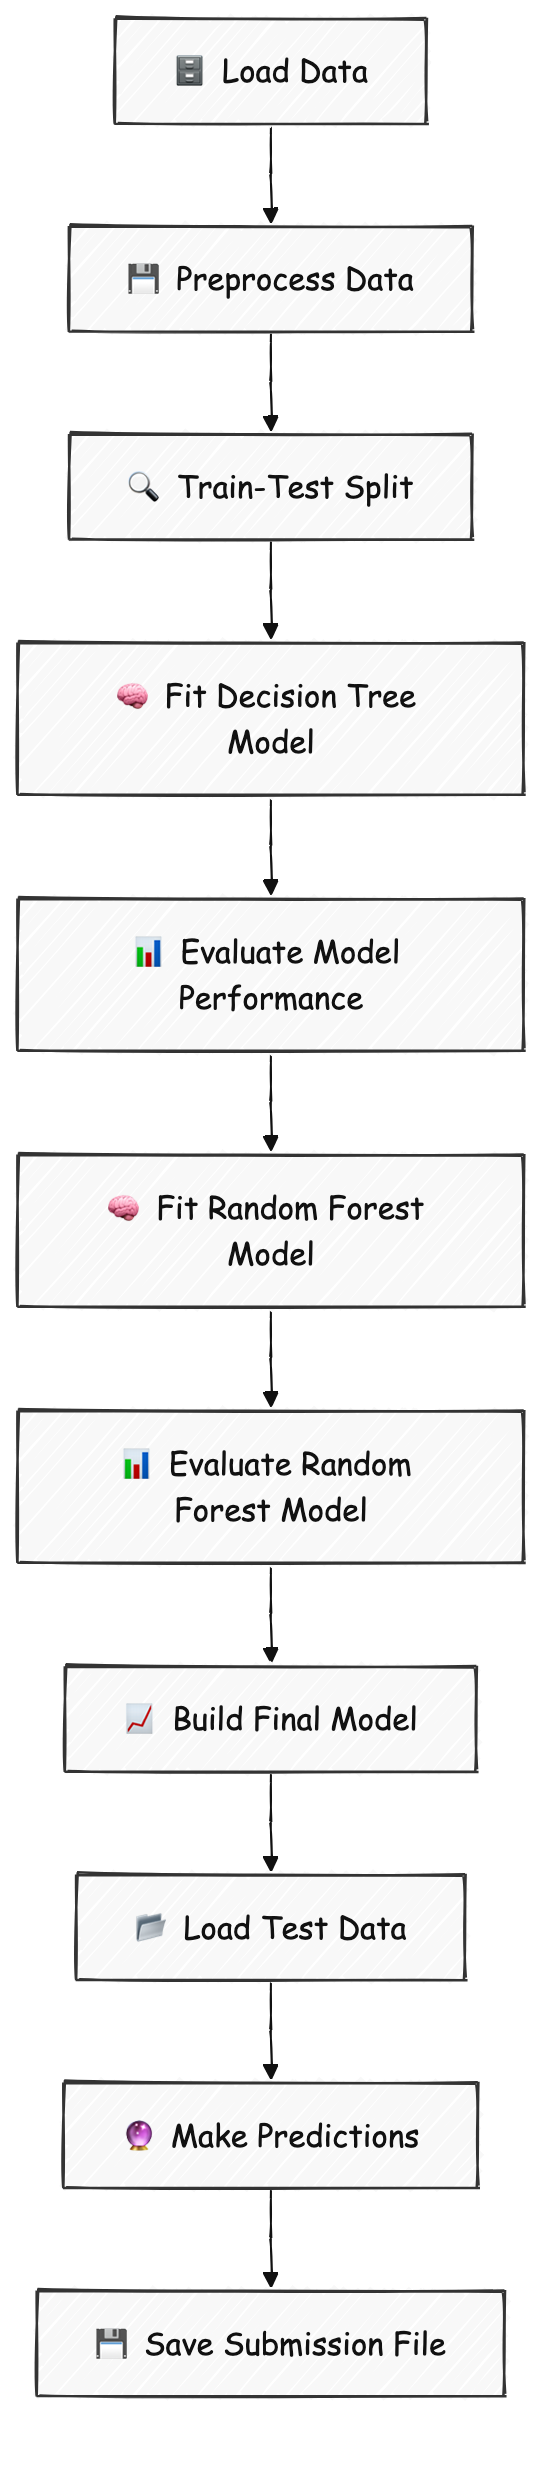 Load Data
Preprocess Data
Train-Test Split
Fit Decision Tree
Model
Evaluate Model
Performance
Fit Random Forest
Model
Evaluate Random
Forest Model
Build Final Model
Load Test Data
Make Predictions
Save Submission File